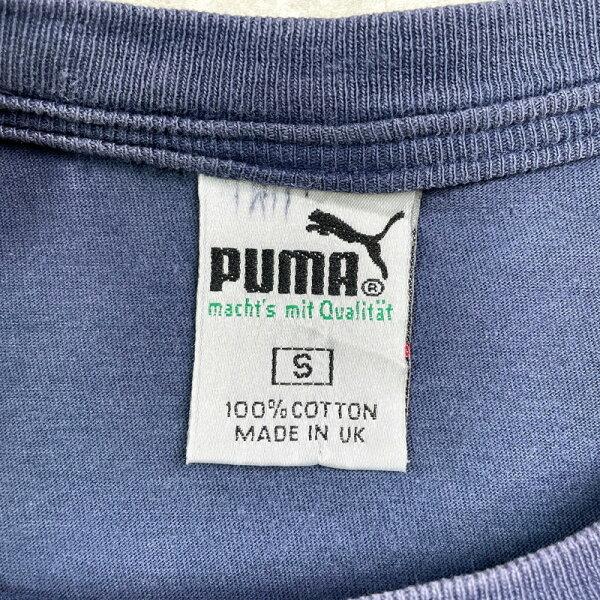 PUMA®
macht's mit Qualität
S
100% COTTON
MADE IN UK